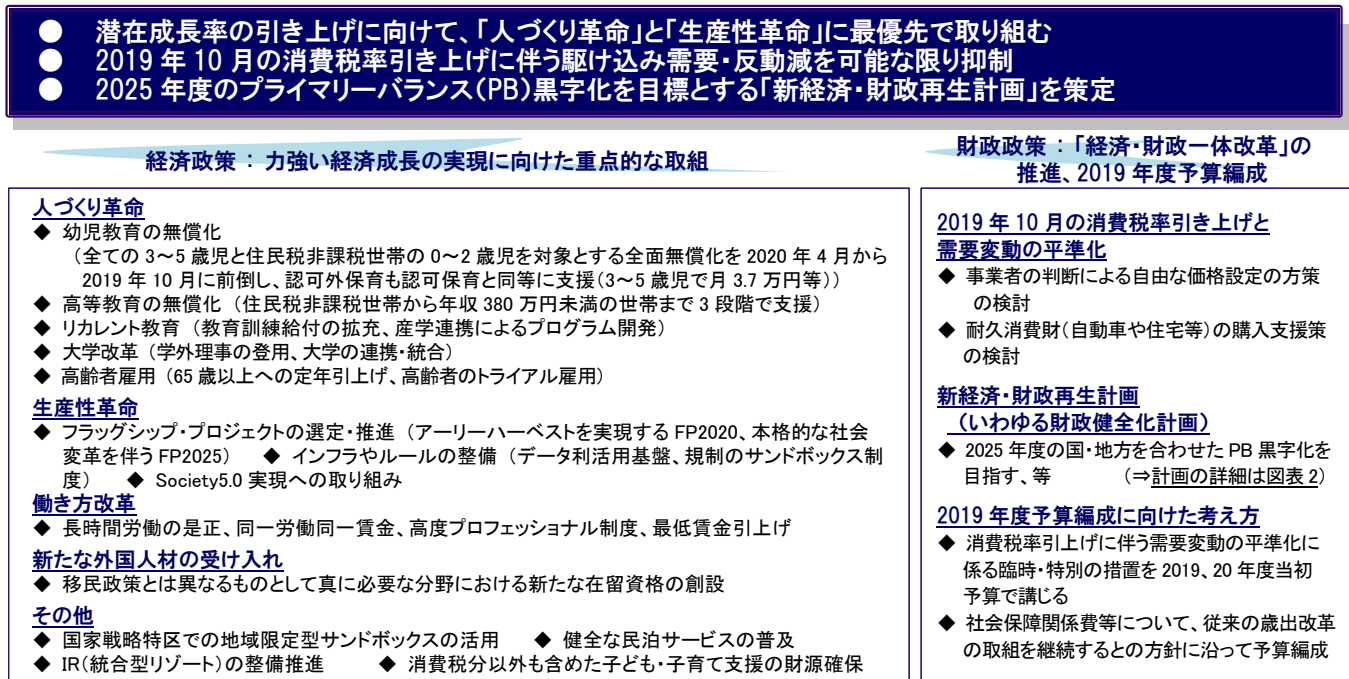 ● 潜在成長率の引き上げに向けて、「人づくり革命」と「生産性革命」に最優先で取り組む
● 2019 年 10 月の消費税率引き上げに伴う駆け込み需要・反動減を可能な限り抑制
● 2025 年度のプライマリーバランス（PB）黒字化を目標とする「新経済・財政再生計画」を策定
経済政策 ： 力強い経済成長の実現に向けた重点的な取組
人づくり革命
◆ 幼児教育の無償化
（全ての 3～5 歳児と住民税非課税世帯の 0～2 歳児を対象とする全面無償化を 2020 年 4 月から
2019 年 10 月に前倒し、認可外保育も認可保育と同等に支援（3～5 歳児で月 3.7 万円等））
◆ 高等教育の無償化 （住民税非課税世帯から年収 380 万円未満の世帯まで 3 段階で支援）
◆ リカレント教育 （教育訓練給付の拡充、産学連携によるプログラム開発）
◆ 大学改革 （学外理事の登用、大学の連携・統合）
◆ 高齢者雇用 （65 歳以上への定年引上げ、高齢者のトライアル雇用）
生産性革命
◆ フラッグシップ・プロジェクトの選定・推進 （アーリーハーベストを実現する FP2020、本格的な社会
変革を伴う FP2025） ◆ インフラやルールの整備 （データ利活用基盤、規制のサンドボックス制
度） ◆ Society5.0 実現への取り組み
働き方改革
◆ 長時間労働の是正、同一労働同一賃金、高度プロフェッショナル制度、最低賃金引上げ
新たな外国人材の受け入れ
◆ 移民政策とは異なるものとして真に必要な分野における新たな在留資格の創設
その他
◆ 国家戦略特区での地域限定型サンドボックスの活用 ◆ 健全な民泊サービスの普及
◆ IR（統合型リゾート）の整備推進 ◆ 消費税分以外も含めた子ども・子育て支援の財源確保
財政政策 ： 「経済・財政一体改革」の
推進、2019 年度予算編成
2019 年 10 月の消費税率引き上げと
需要変動の平準化
◆ 事業者の判断による自由な価格設定の方策
の検討
◆ 耐久消費財（自動車や住宅等）の購入支援策
の検討
新経済・財政再生計画
（いわゆる財政健全化計画）
◆ 2025 年度の国・地方を合わせた PB 黒字化を
目指す、等 （⇒計画の詳細は図表 2）
2019 年度予算編成に向けた考え方
◆ 消費税率引上げに伴う需要変動の平準化に
係る臨時・特別の措置を 2019、20 年度当初
予算で講じる
◆ 社会保障関係費等について、従来の歳出改革
の取組を継続するとの方針に沿って予算編成